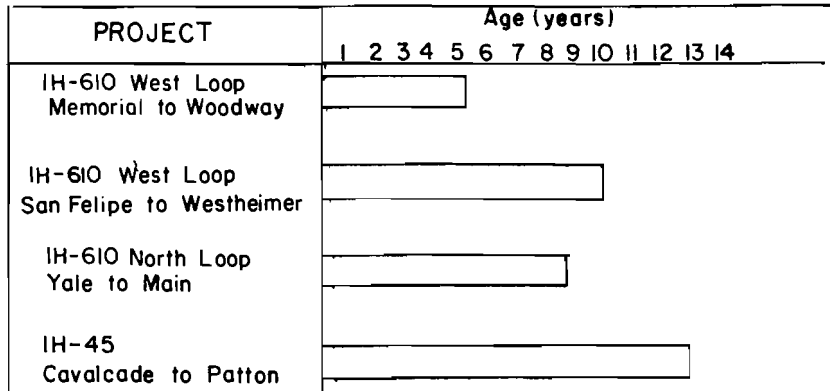 PROJECT
Age (years)
1 2 3 4 5 6 7 8 9 10 11 12 13 14
IH-610 West Loop
Memorial to Woodway
IH-610 West Loop
San Felipe to Westheimer
IH-610 North Loop
Yale to Main
IH-45
Cavalcade to Patton